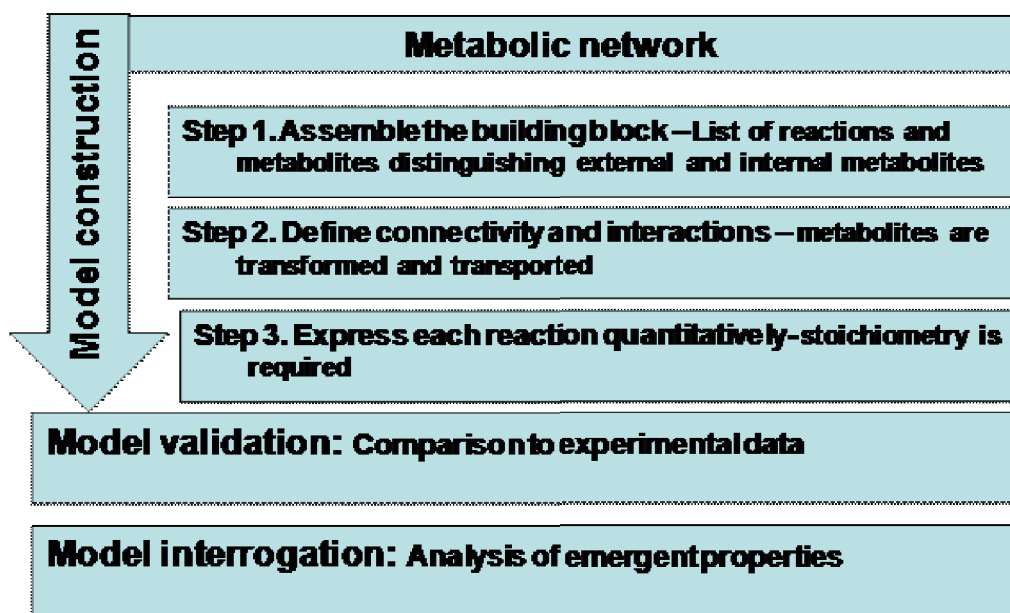 Model construction
Metabolic network
Step 1. Assemble the building block – List of reactions and
metabolites distinguishing external and internal metabolites
Step 2. Define connectivity and interactions – metabolites are
transformed and transported
Step 3. Express each reaction quantitatively- stoichiometry is
required
Model validation: Comparison to experimental data
Model interrogation: Analysis of emergent properties